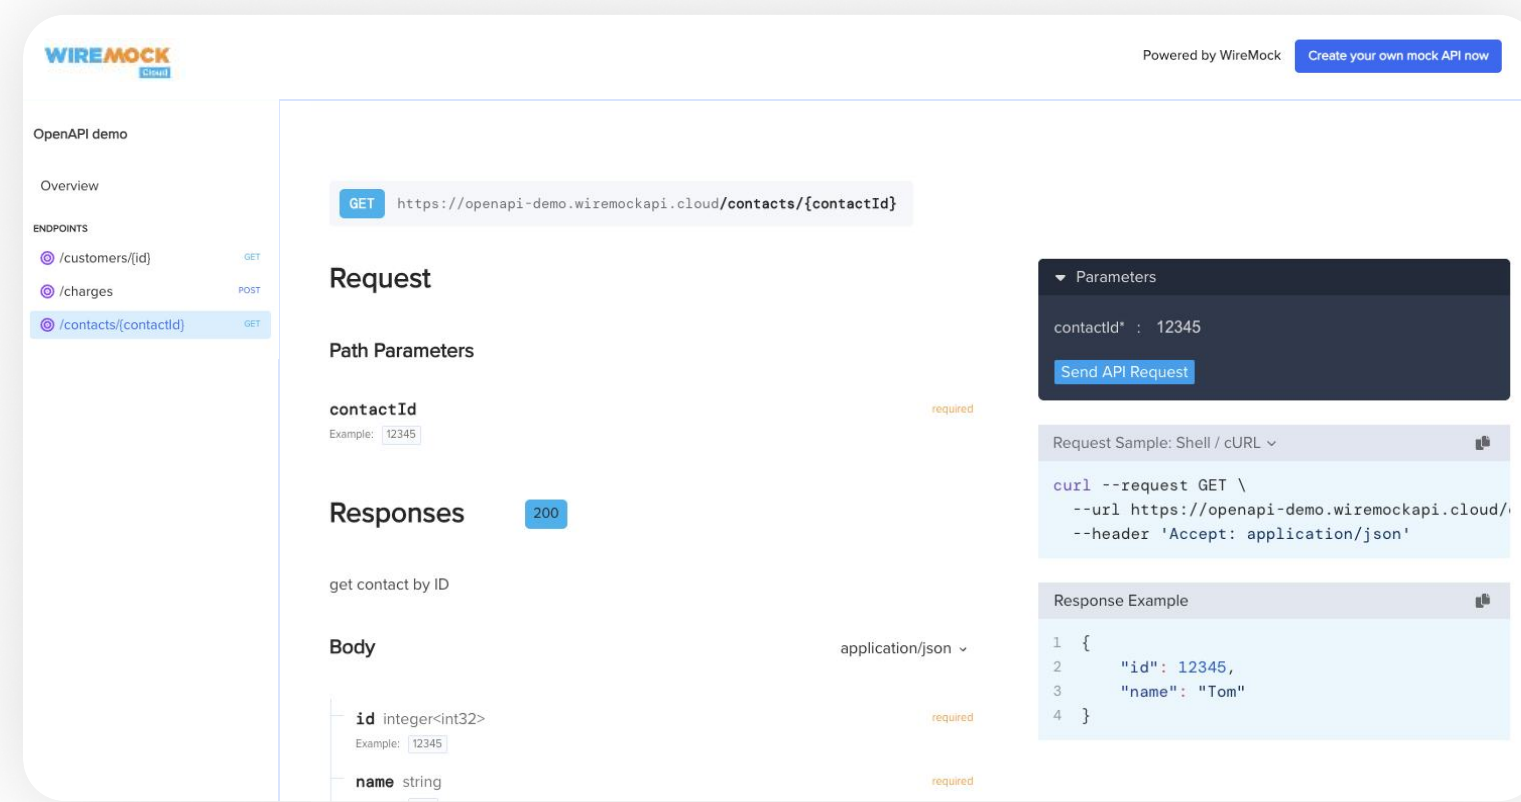 WIREMOCK
Cloud
Powered by WireMock
Create your own mock API now
OpenAPI demo
Overview
ENDPOINTS
/customers/{id} GET
/charges POST
/contacts/{contactId} GET
GET https://openapi-demo.wiremockapi.cloud/contacts/{contactId}
Request
Path Parameters
contactId required
Example: 12345
Responses 200
get contact by ID
Body application/json
id integer<int32> required
Example: 12345
name string required
Parameters
contactId* : 12345
Send API Request
Request Sample: Shell / cURL
curl --request GET \
--url https://openapi-demo.wiremockapi.cloud/
--header 'Accept: application/json'
Response Example
1 {
2 "id": 12345,
3 "name": "Tom"
4 }